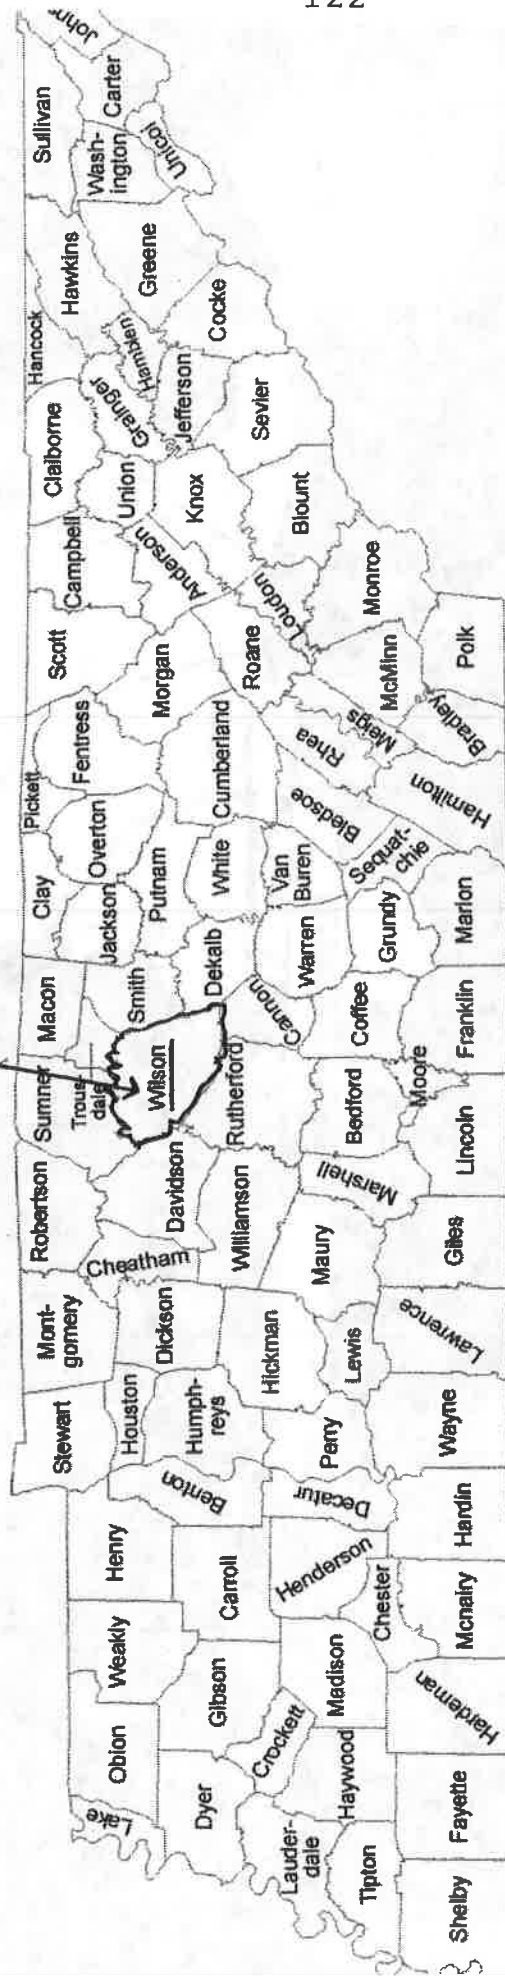 122
Johns
Sullivan
Carter
Wash-
ington
Unicoi
Hancock
Hawkins
Greene
Hamblen
Cocke
Claiborne
Grainger
Jefferson
Sevier
Union
Knox
Blount
Campbell
Anderson
Loudon
Monroe
Scott
Morgan
Roane
McMinn
Polk
Pickett
Fentress
Cumberland
Rhea
Meigs
Bradley
Clay
Overton
Putnam
White
Van
Buren
Bledsoe
Sequat-
chie
Hamilton
Jackson
Dekalb
Warren
Grundy
Marion
Macon
Smith
Cannon
Coffee
Franklin
Sumner
Trous-
dale
Wilson
Rutherford
Bedford
Moore
Lincoln
Robertson
Davidson
Williamson
Marshell
Cheatham
Maury
Giles
Mont-
gomery
Dickson
Hickman
Lewis
Lawrence
Stewart
Houston
Humph-
reys
Perry
Wayne
Benton
Decatur
Hardin
Henry
Carroll
Henderson
Chester
Mcnairy
Weakly
Gibson
Madison
Hardeman
Obion
Crockett
Haywood
Fayette
Lake
Dyer
Lauder-
dale
Tipton
Shelby